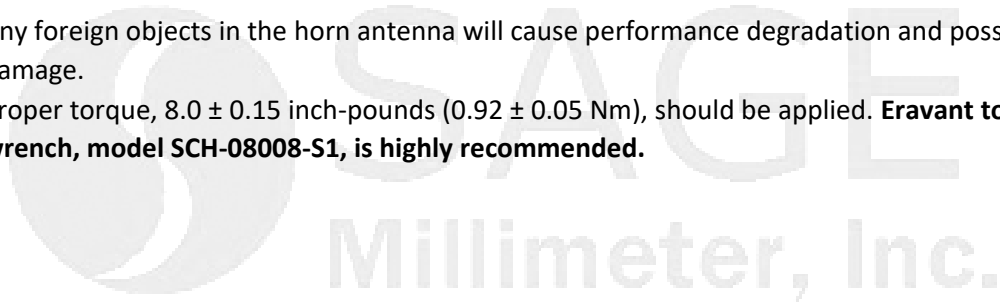 ny foreign objects in the horn antenna will cause performance degradation and poss
amage.
roper torque, 8.0 ± 0.15 inch-pounds (0.92 ± 0.05 Nm), should be applied. Eravant to
wrench, model SCH-08008-S1, is highly recommended.
SAGE
Millimeter, Inc.